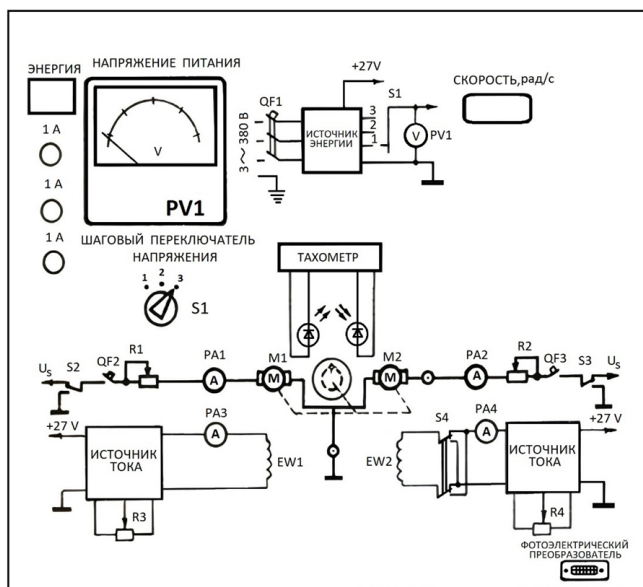 ЭНЕРГИЯ
НАПРЯЖЕНИЕ ПИТАНИЯ
1 А
1 А
1 А
V
PV1
ШАГОВЫЙ ПЕРЕКЛЮЧАТЕЛЬ
НАПРЯЖЕНИЯ
1 2 3
S1
3 ~ 380 В
QF1
+27V
ИСТОЧНИК
ЭНЕРГИИ
3
2
1
S1
V
PV1
СКОРОСТЬ,рад/с
ТАХОМЕТР
Us
S2
QF2
R1
PA1
A
M1
M
M2
M
PA2
A
R2
QF3
S3
Us
+27 V
ИСТОЧНИК
ТОКА
R3
PA3
A
EW1
EW2
S4
PA4
A
ИСТОЧНИК
ТОКА
+27 V
R4
ФОТОЭЛЕКТРИЧЕСКИЙ
ПРЕОБРАЗОВАТЕЛЬ